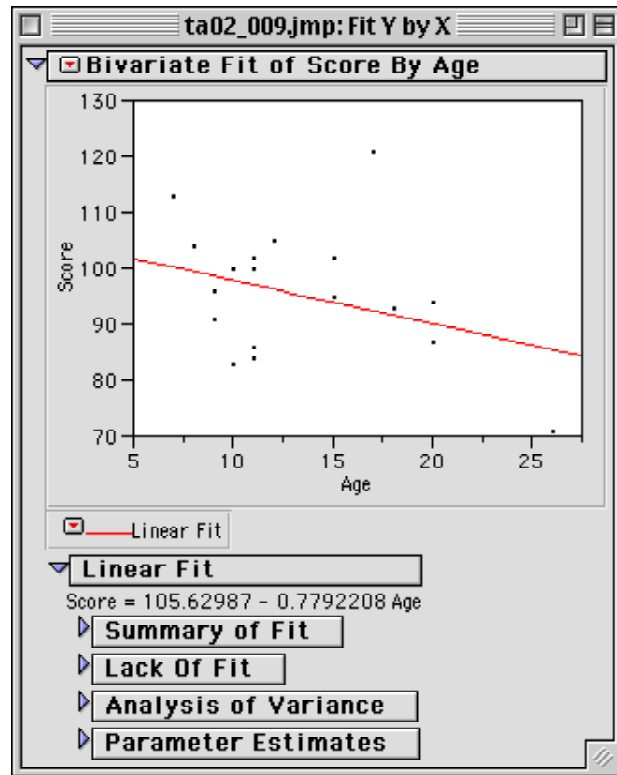 ta02_009.jmp: Fit Y by X
Bivariate Fit of Score By Age
130
120
110
100
90
80
70
Score
5 10 15 20 25
Age
Linear Fit
Linear Fit
Score = 105.62987 - 0.7792208 Age
Summary of Fit
Lack Of Fit
Analysis of Variance
Parameter Estimates